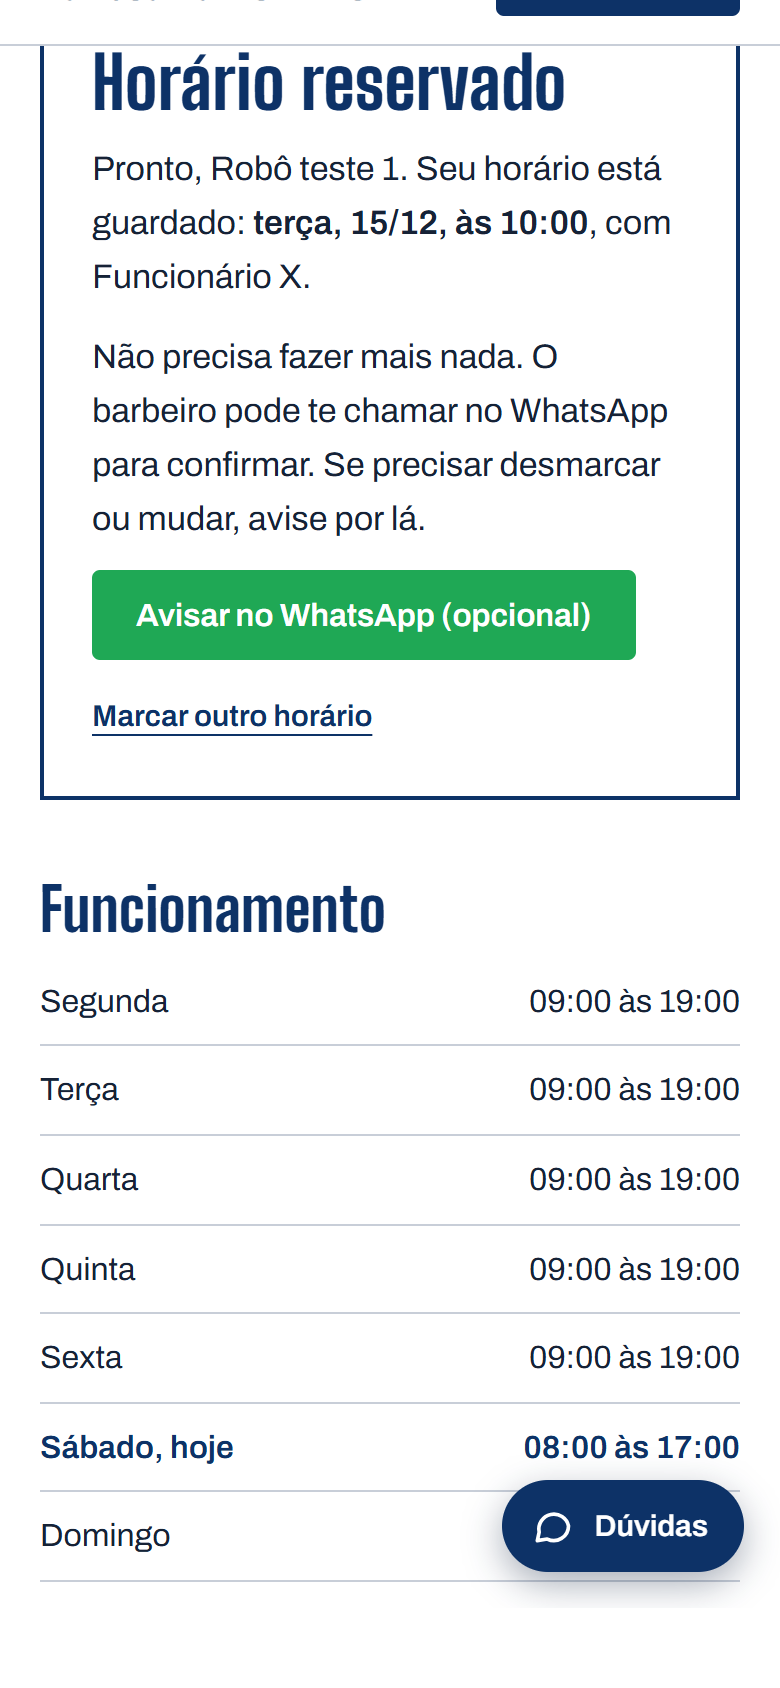 Horário reservado
Pronto, Robô teste 1. Seu horário está
guardado: terça, 15/12, às 10:00, com
Funcionário X.
Não precisa fazer mais nada. O
barbeiro pode te chamar no WhatsApp
para confirmar. Se precisar desmarcar
ou mudar, avise por lá.
Avisar no WhatsApp (opcional)
Marcar outro horário
Funcionamento
Segunda 09:00 às 19:00
Terça 09:00 às 19:00
Quarta 09:00 às 19:00
Quinta 09:00 às 19:00
Sexta 09:00 às 19:00
Sábado, hoje 08:00 às 17:00
Domingo
Dúvidas